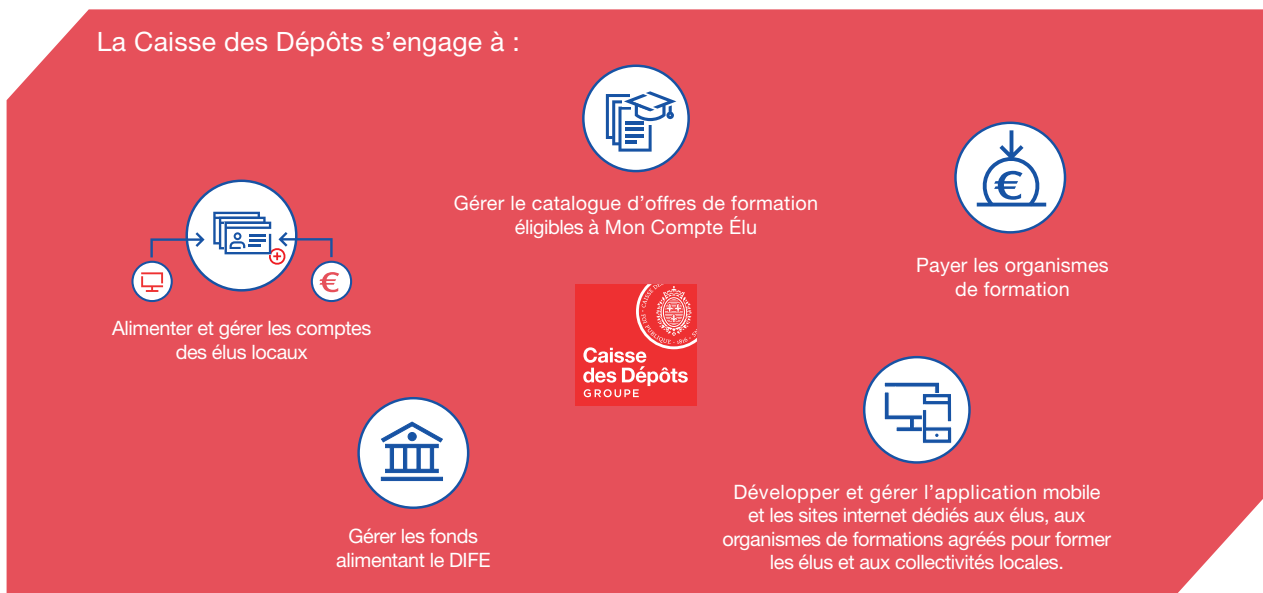 La Caisse des Dépôts s’engage à :
Gérer le catalogue d’offres de formation
éligibles à Mon Compte Élu
Payer les organismes
de formation
Alimenter et gérer les comptes
des élus locaux
Caisse
des Dépôts
GROUPE
Gérer les fonds
alimentant le DIFE
Développer et gérer l’application mobile
et les sites internet dédiés aux élus, aux
organismes de formations agréés pour former
les élus et aux collectivités locales.